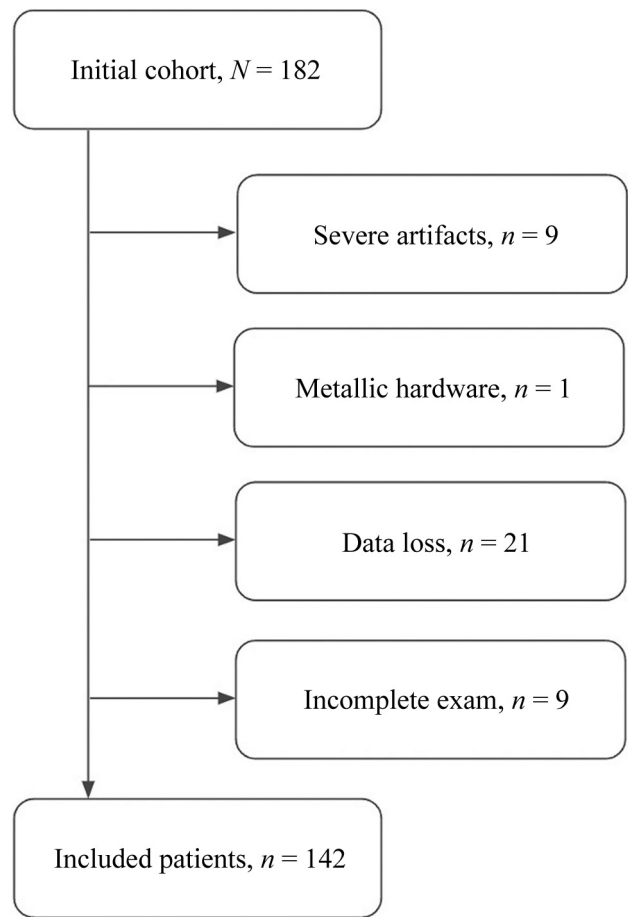 Initial cohort, N = 182
Severe artifacts, n = 9
Metallic hardware, n = 1
Data loss, n = 21
Incomplete exam, n = 9
Included patients, n = 142